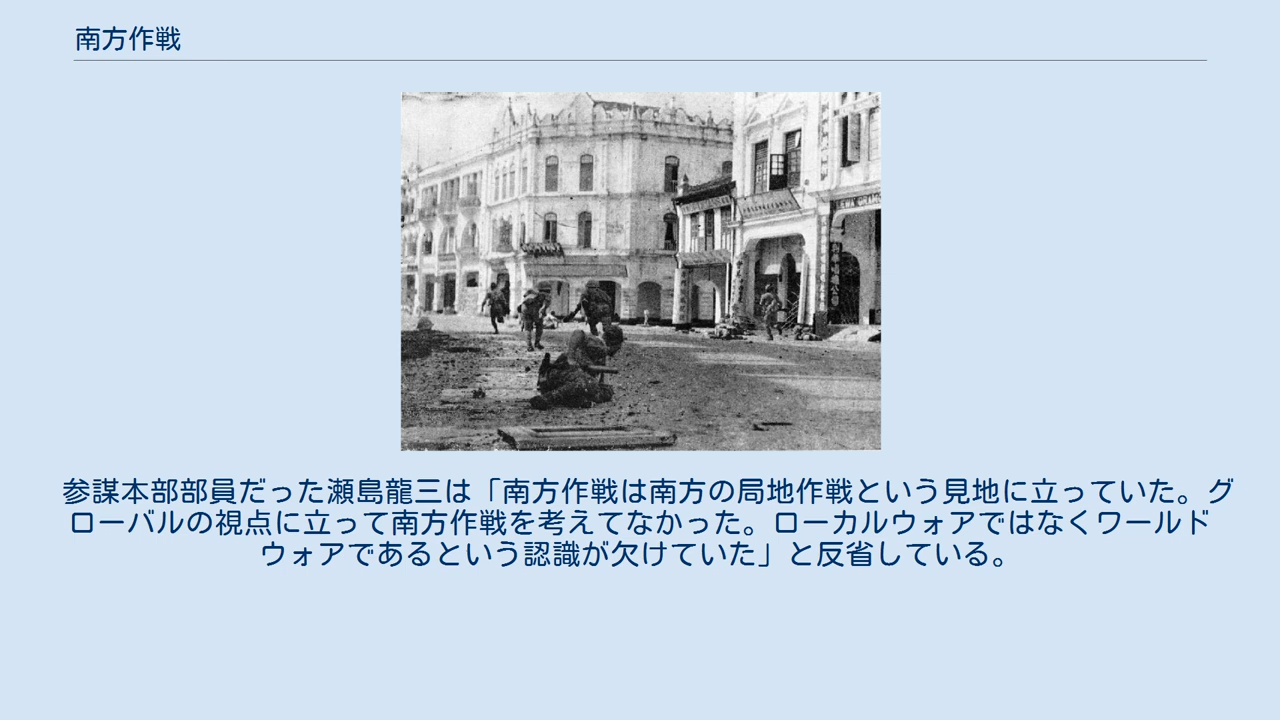 南方作戦
参謀本部部員だった瀬島龍三は「南方作戦は南方の局地作戦という見地に立っていた。グ
ローバルの視点に立って南方作戦を考えてなかった。ローカルウォアではなくワールド
ウォアであるという認識が欠けていた」と反省している。